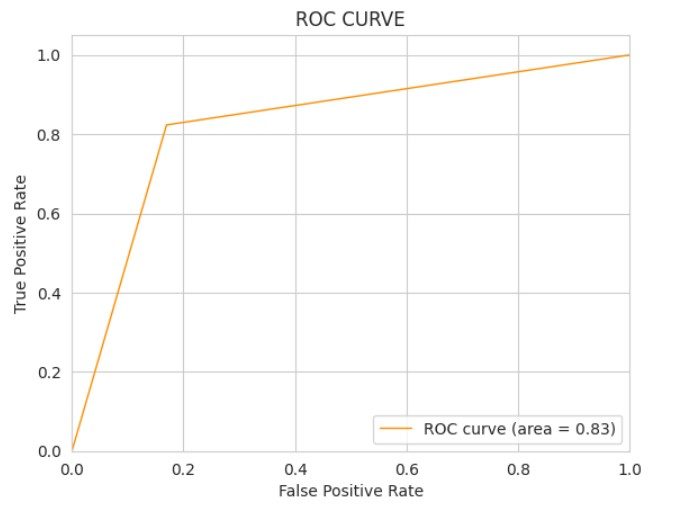 ROC CURVE
1.0
0.8
0.6
0.4
0.2
0.0
True Positive Rate
ROC curve (area = 0.83)
0.0 0.2 0.4 0.6 0.8 1.0
False Positive Rate